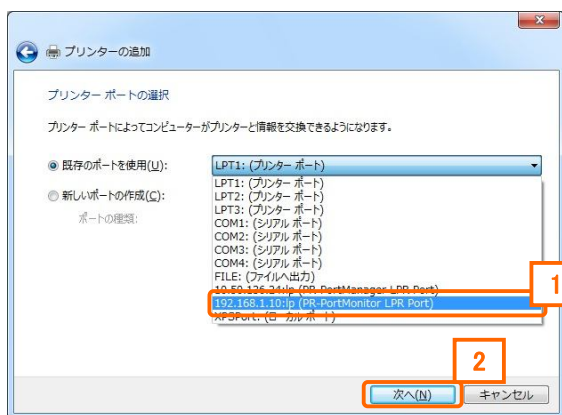 プリンターの追加
プリンター ポートの選択
プリンター ポートによってコンピューターがプリンターと情報を交換できるようになります。
既存のポートを使用(U):
LPT1: (プリンター ポート)
新しいポートの作成(C):
ポートの種類:
LPT1: (プリンター ポート)
LPT2: (プリンター ポート)
LPT3: (プリンター ポート)
COM1: (シリアル ポート)
COM2: (シリアル ポート)
COM3: (シリアル ポート)
COM4: (シリアル ポート)
FILE: (ファイルへ出力)
10.50.136.24:lp (PR-PortManager LPR Port)
192.168.1.10:lp (PR-PortMonitor LPR Port)
XPSPort: (ローカル ポート)
1
2
次へ(N)
キャンセル